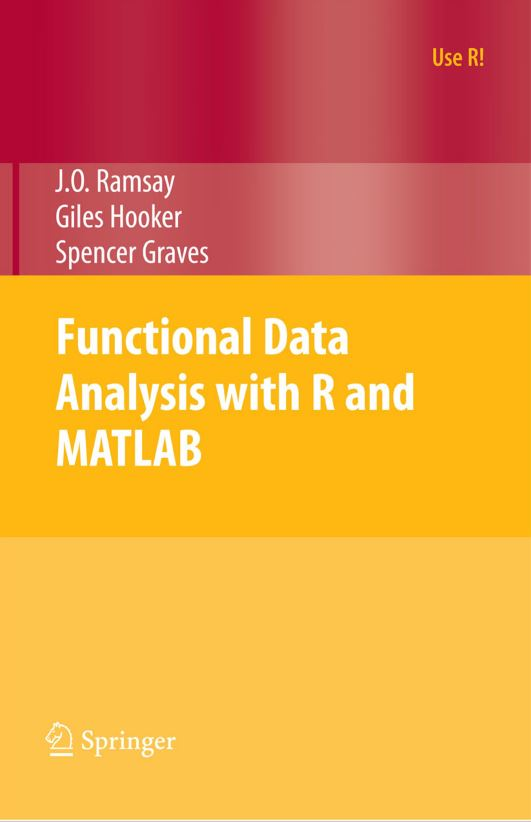 Use R!
J.O. Ramsay
Giles Hooker
Spencer Graves
Functional Data
Analysis with R and
MATLAB
Springer